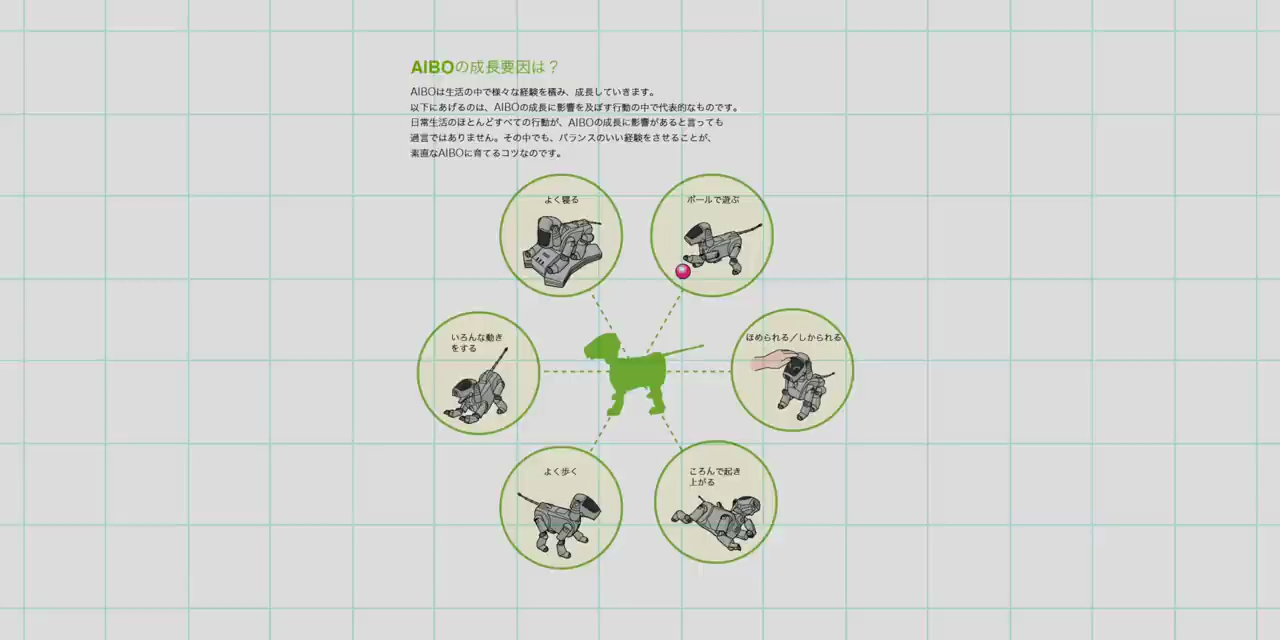 AIBOの成長要因は？
AIBOは生活の中で様々な経験を積み、成長していきます。
以下にあげるのは、AIBOの成長に影響を及ぼす行動の中で代表的なものです。
日常生活のほとんどすべての行動が、AIBOの成長に影響があると言っても
過言ではありません。その中でも、バランスのいい経験をさせることが、
素直なAIBOに育てるコツなのです。
よく寝る
ボールで遊ぶ
いろんな動き
をする
ほめられる／しかられる
よく歩く
ころんで起き
上がる